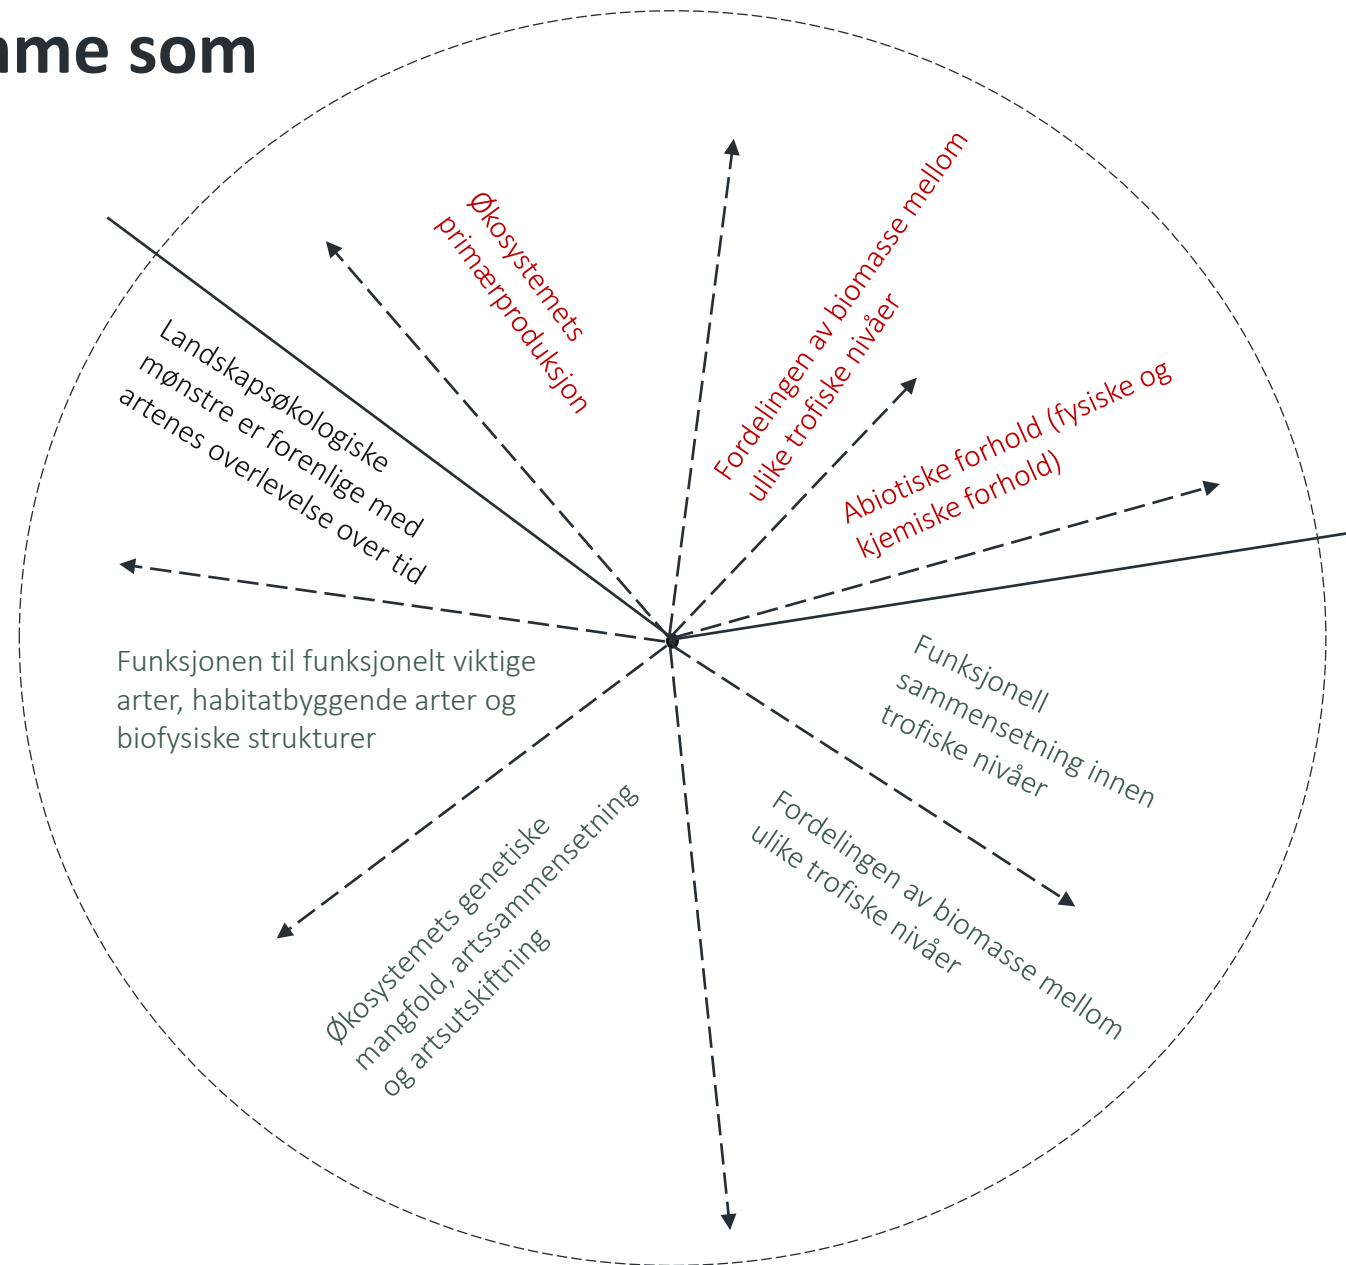 mme som
Økosystemets
primærproduksjon
Fordelingen av biomasse mellom
ulike trofiske nivåer
Abiotiske forhold (fysiske og
kjemiske forhold)
Landskapsøkologiske
mønstre er forenlige med
artenes overlevelse over tid
Funksjonen til funksjonelt viktige
arter, habitatbyggende arter og
biofysiske strukturer
Funksjonell
sammensetning innen
trofiske nivåer
Økosystemets genetiske
mangfold, artssammensetning
og artsutskiftning
Fordelingen av biomasse mellom
ulike trofiske nivåer